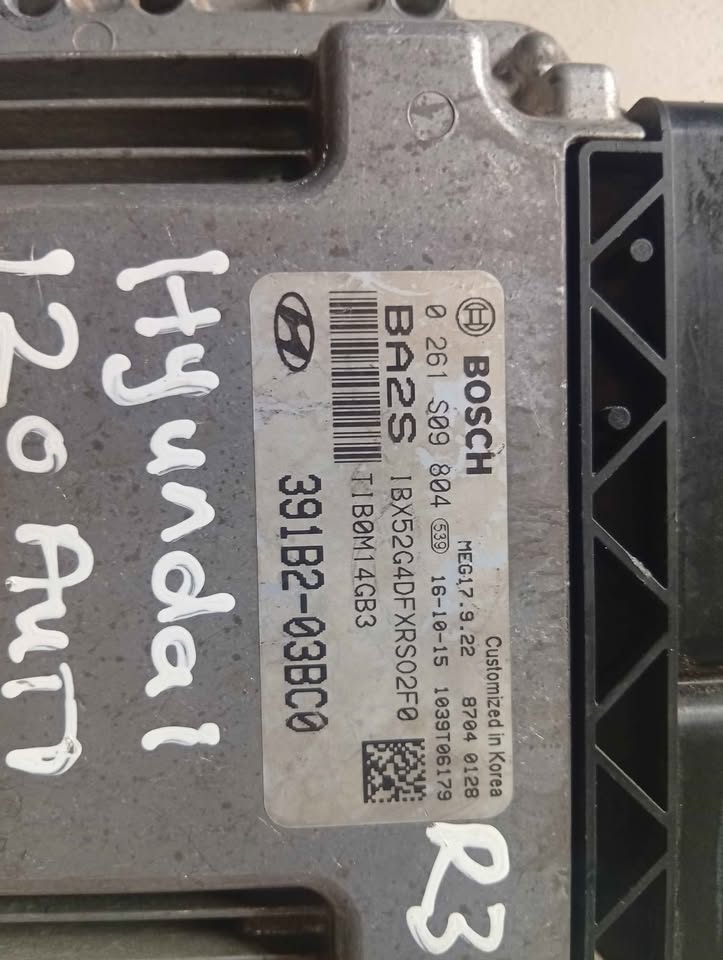 BOSCH
Customized in Korea
MEG17.9.22 8704 0128
0 261 S09 804 539 16-10-15 1039T06179
BA2S IBX52G4DFXRS02F0
TIB0M14GB3
391B2-03BC0
R3
Hyundai
I20 AUT